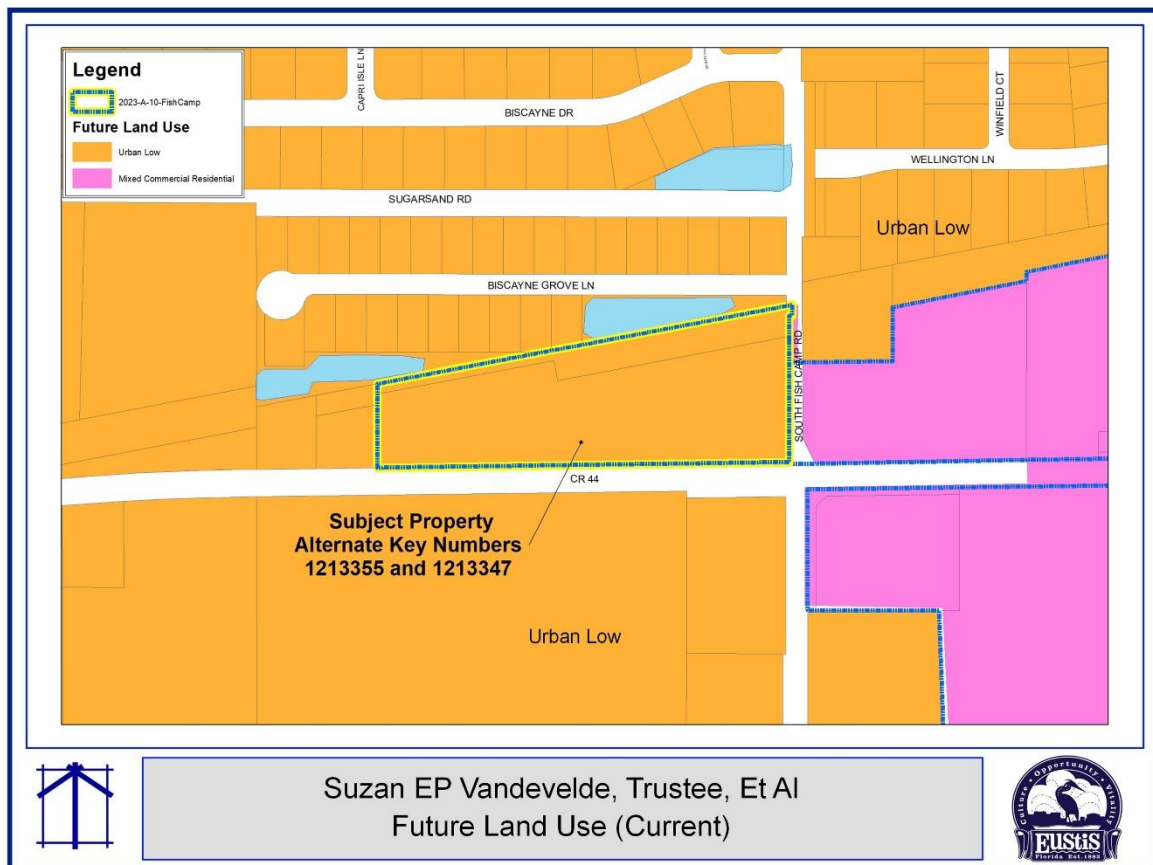 Legend
2023-A-10-FishCamp
Future Land Use
Urban Low
Mixed Commercial Residential
CAPRI ISLE LN
BISCAYNE DR
WINFIELD CT
WELLINGTON LN
SUGARSAND RD
Urban Low
BISCAYNE GROVE LN
SOUTH FISH CAMP RD
CR 44
Subject Property
Alternate Key Numbers
1213355 and 1213347
Urban Low
Suzan EP Vandevelde, Trustee, Et Al
Future Land Use (Current)
Culture • Opportunity • Vitality
EUSTIS
Florida Est. 1883